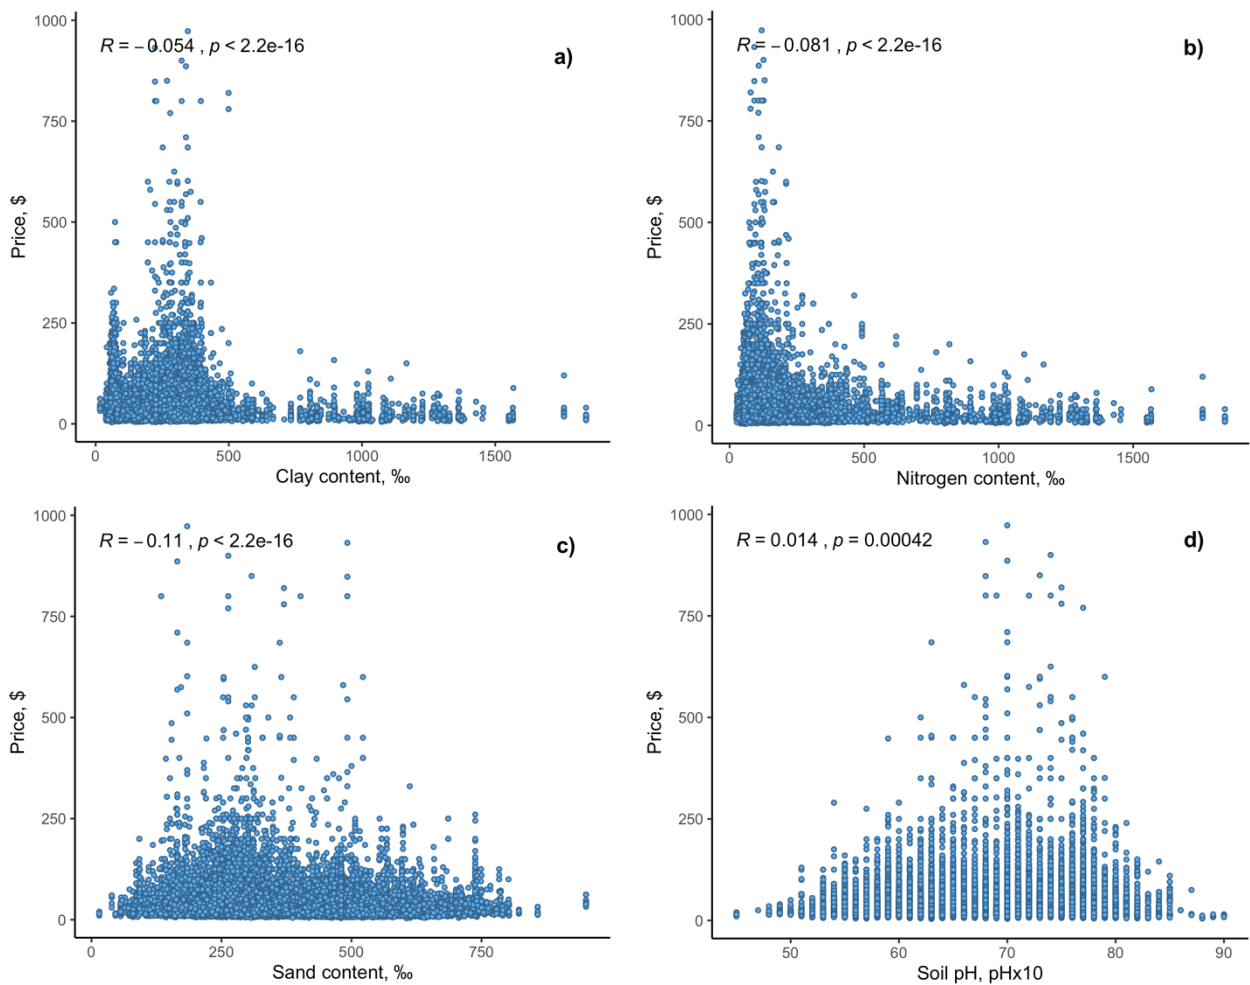 R = − 0.054 , p < 2.2e-16
a)
1000
750
500
250
0
Price, $
0 500 1000 1500
Clay content, ‰
R = − 0.081 , p < 2.2e-16
b)
1000
750
500
250
0
Price, $
0 500 1000 1500
Nitrogen content, ‰
R = − 0.11 , p < 2.2e-16
c)
1000
750
500
250
0
Price, $
0 250 500 750
Sand content, ‰
R = 0.014 , p = 0.00042
d)
1000
750
500
250
0
Price, $
50 60 70 80 90
Soil pH, pHx10